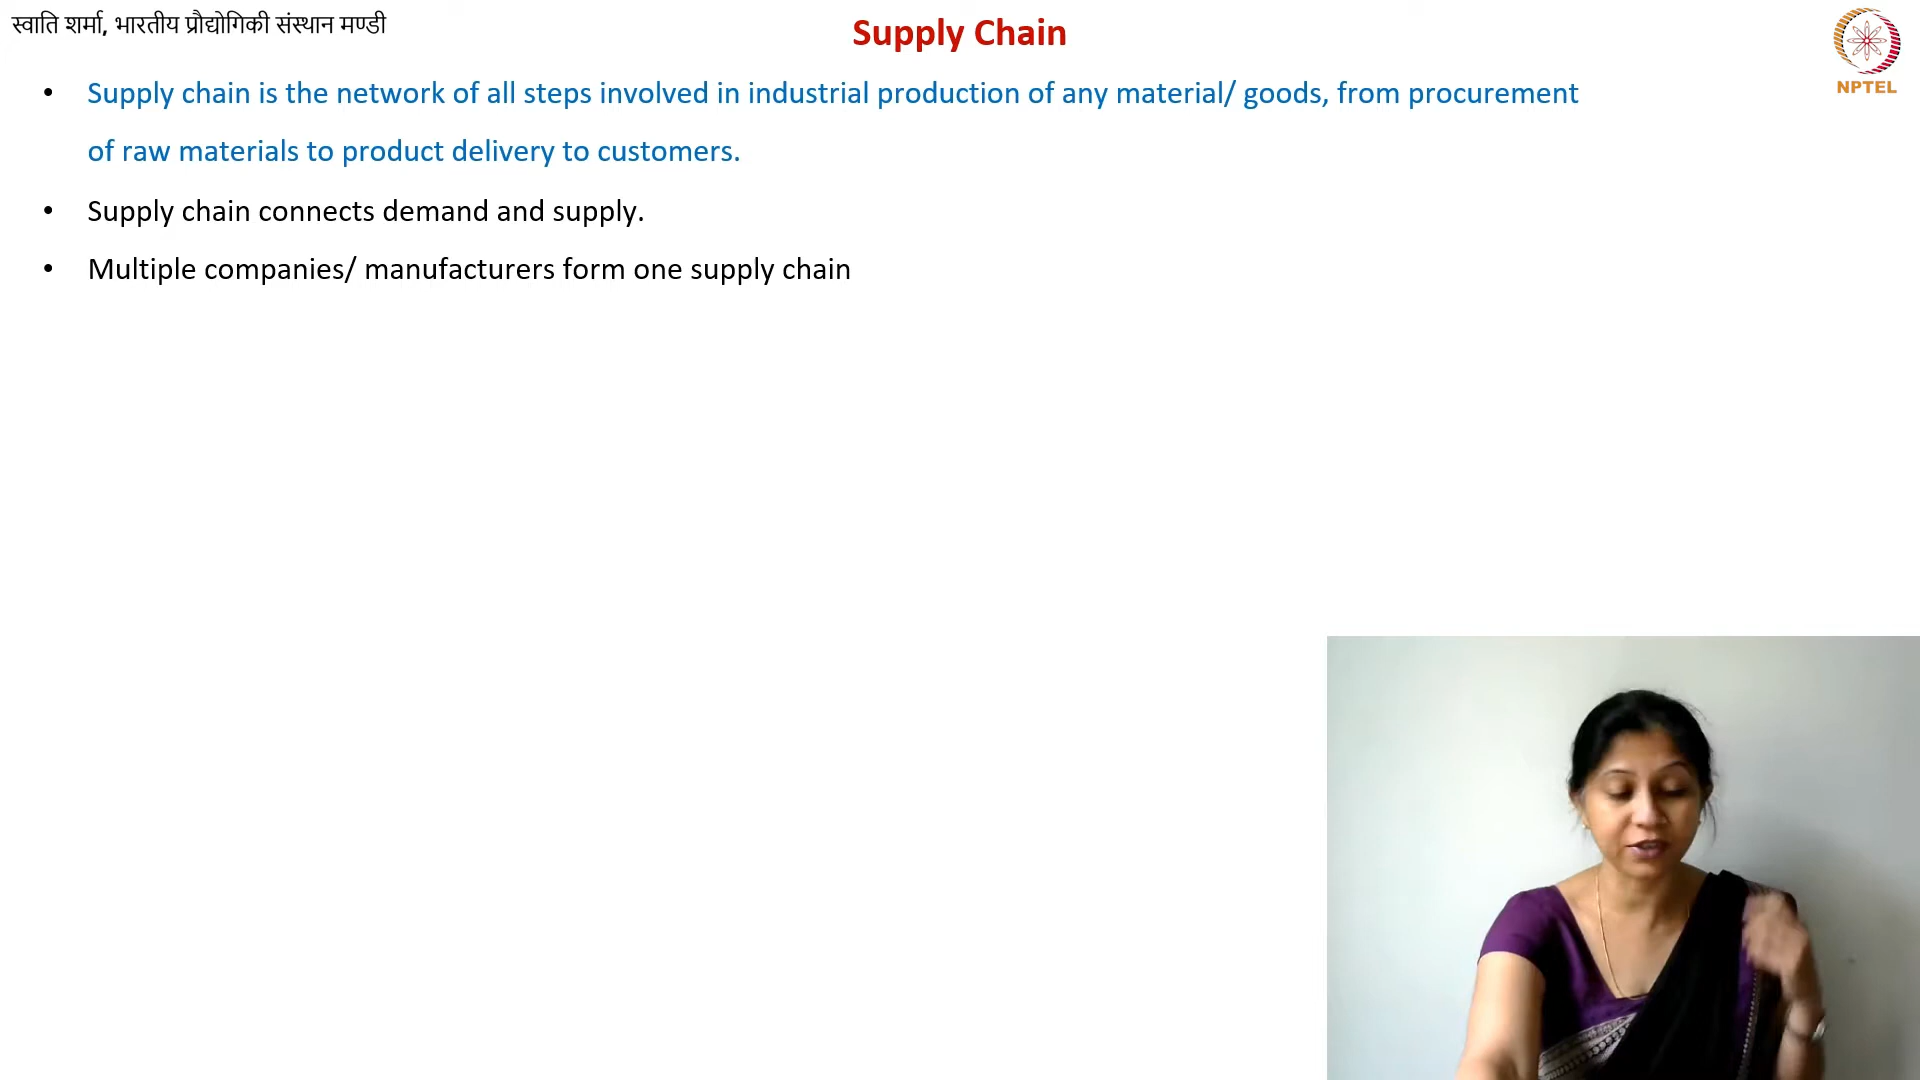 स्वाति शर्मा, भारतीय प्रौद्योगिकी संस्थान मण्डी
Supply Chain
NPTEL
• Supply chain is the network of all steps involved in industrial production of any material/ goods, from procurement
of raw materials to product delivery to customers.
• Supply chain connects demand and supply.
• Multiple companies/ manufacturers form one supply chain